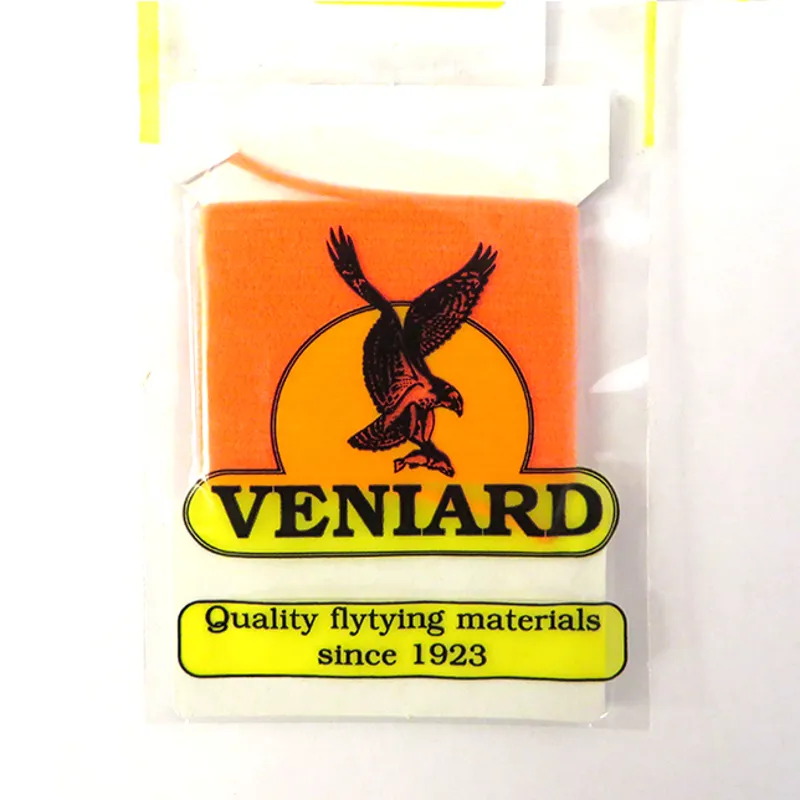 VENIARD
Quality flytying materials
since 1923